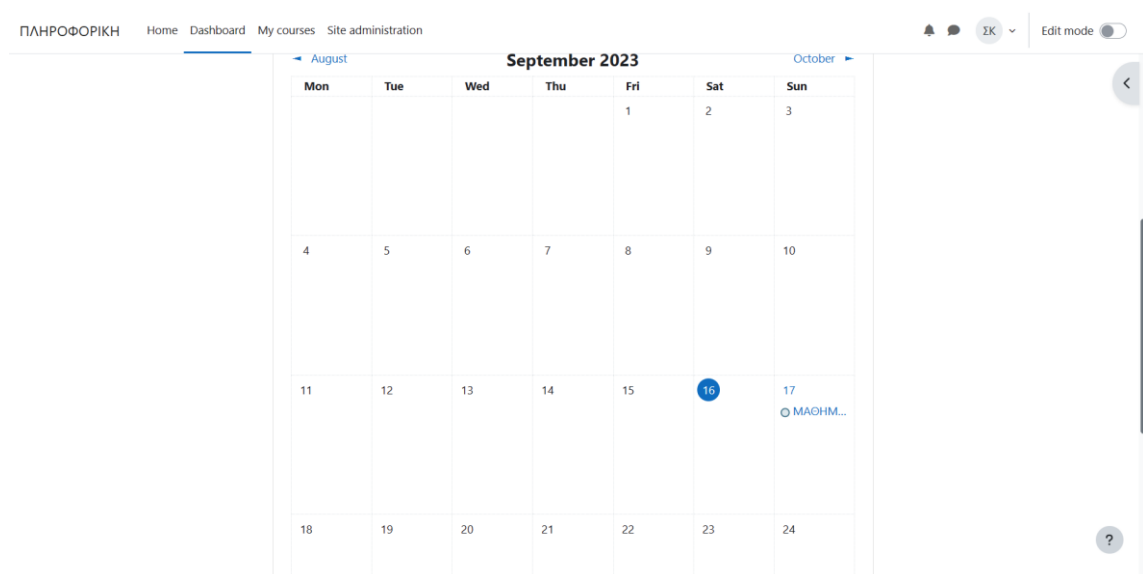 ΠΛΗΡΟΦΟΡΙΚΗ Home Dashboard My courses Site administration ΣΚ Edit mode
◄ August September 2023 October ►
Mon Tue Wed Thu Fri Sat Sun
1 2 3
4 5 6 7 8 9 10
11 12 13 14 15 16 17
ΜΑΘΗΜ...
18 19 20 21 22 23 24
?